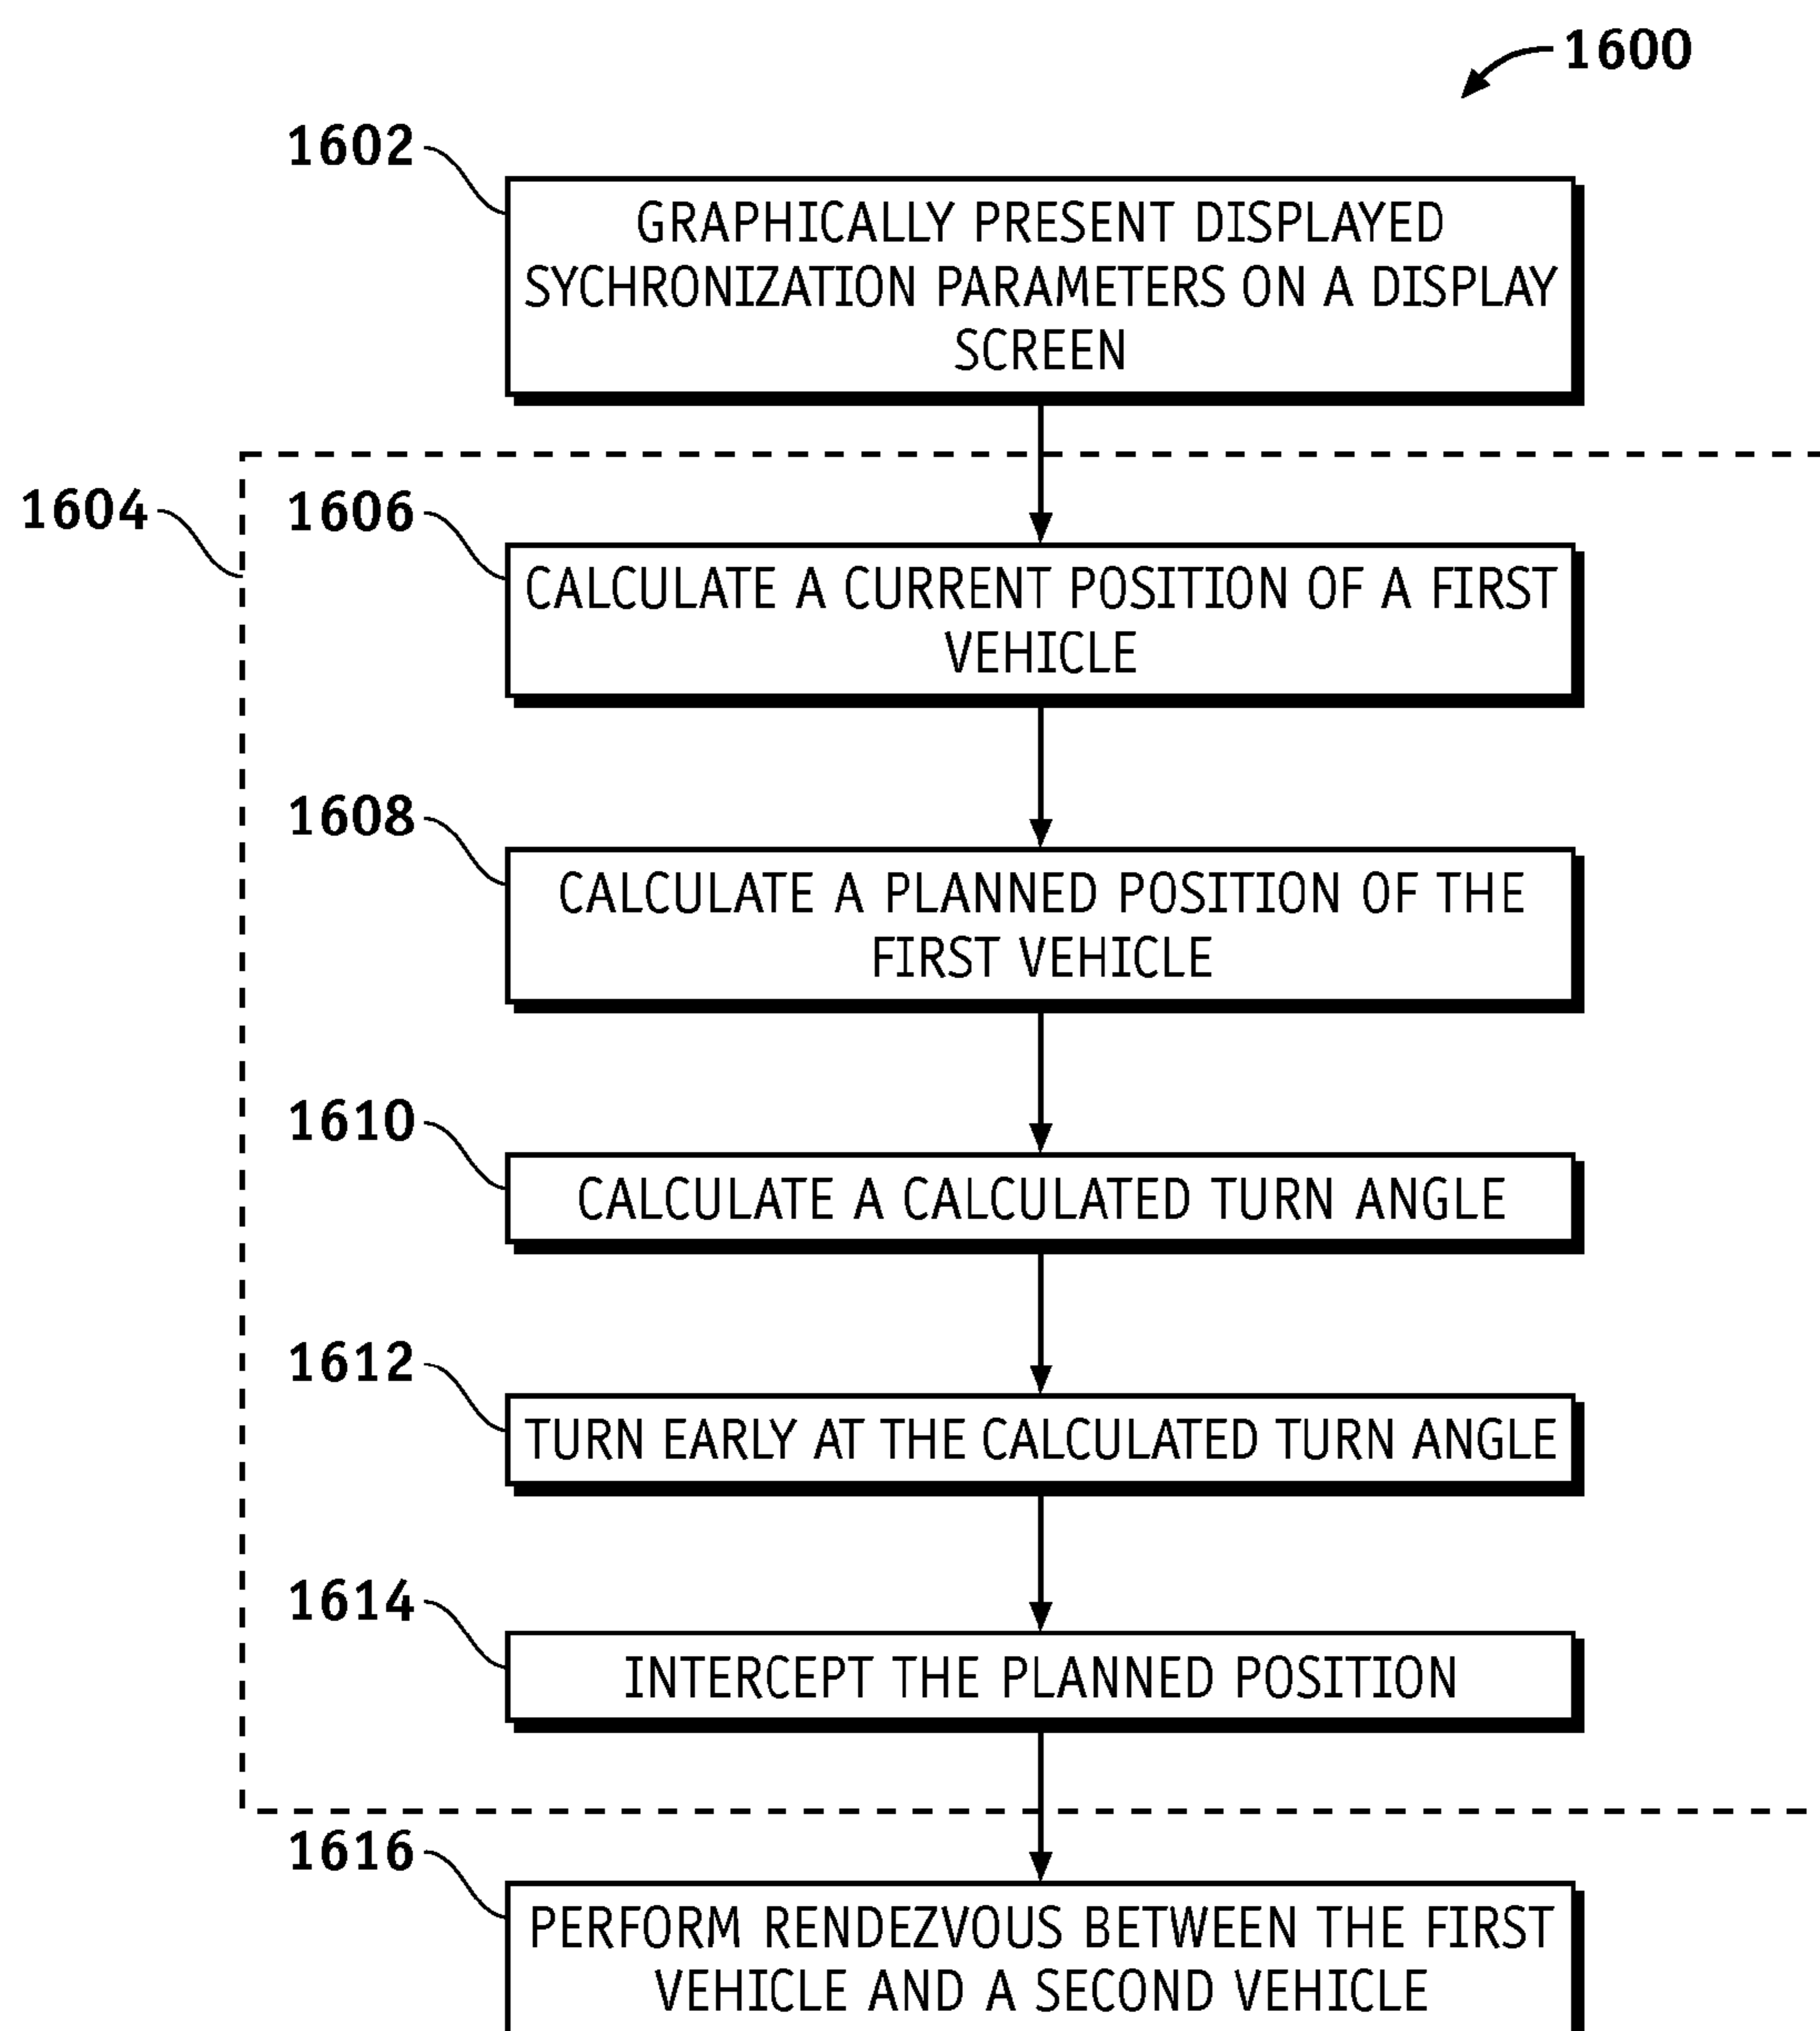 1600
1602
GRAPHICALLY PRESENT DISPLAYED
SYCHRONIZATION PARAMETERS ON A DISPLAY
SCREEN
1604
1606
CALCULATE A CURRENT POSITION OF A FIRST
VEHICLE
1608
CALCULATE A PLANNED POSITION OF THE
FIRST VEHICLE
1610
CALCULATE A CALCULATED TURN ANGLE
1612
TURN EARLY AT THE CALCULATED TURN ANGLE
1614
INTERCEPT THE PLANNED POSITION
1616
PERFORM RENDEZVOUS BETWEEN THE FIRST
VEHICLE AND A SECOND VEHICLE